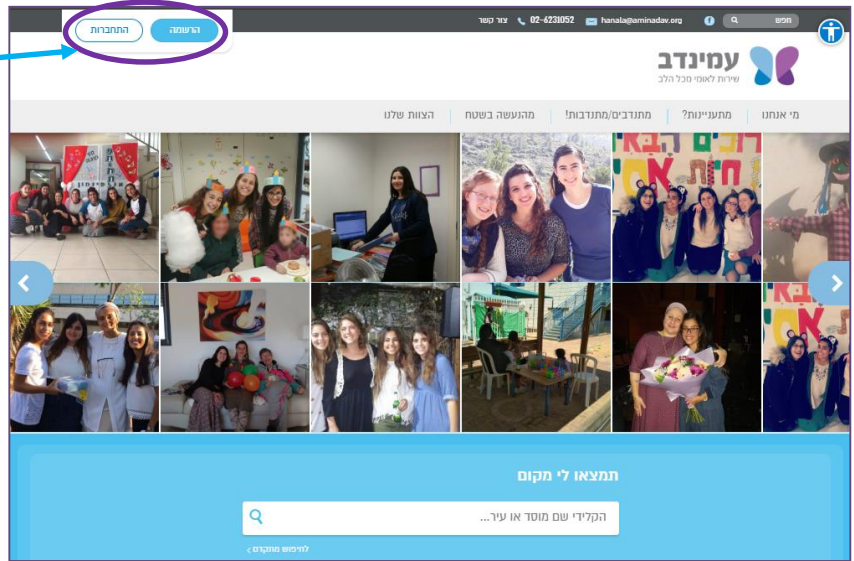 חפש
hanala@aminadav.org
02-6231052
צור קשר
הרשמה
התחברות
עמינדב
שירות לאומי מכל הלב
מי אנחנו
מתעניינות?
מתנדבים/מתנדבות!
מהנעשה בשטח
הצוות שלנו
תמצאו לי מקום
הקלידי שם מוסד או עיר...
לחיפוש מתקדם >